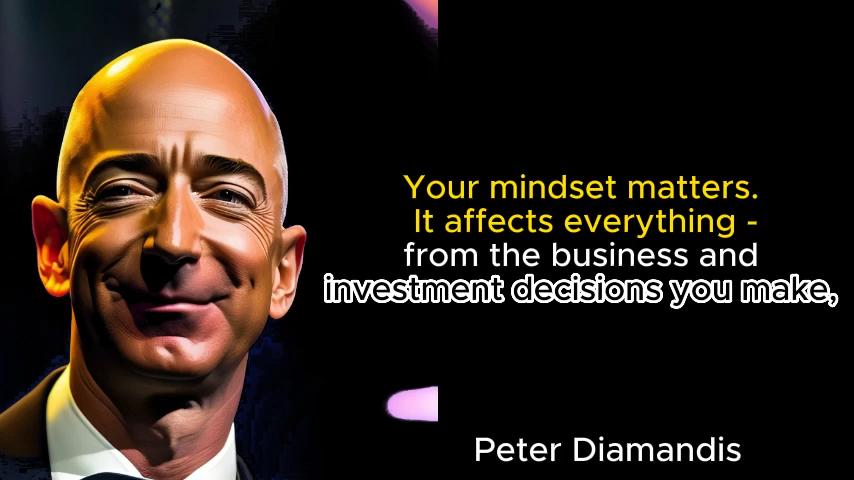 Your mindset matters.
It affects everything -
from the business and
investment decisions you make,
Peter Diamandis